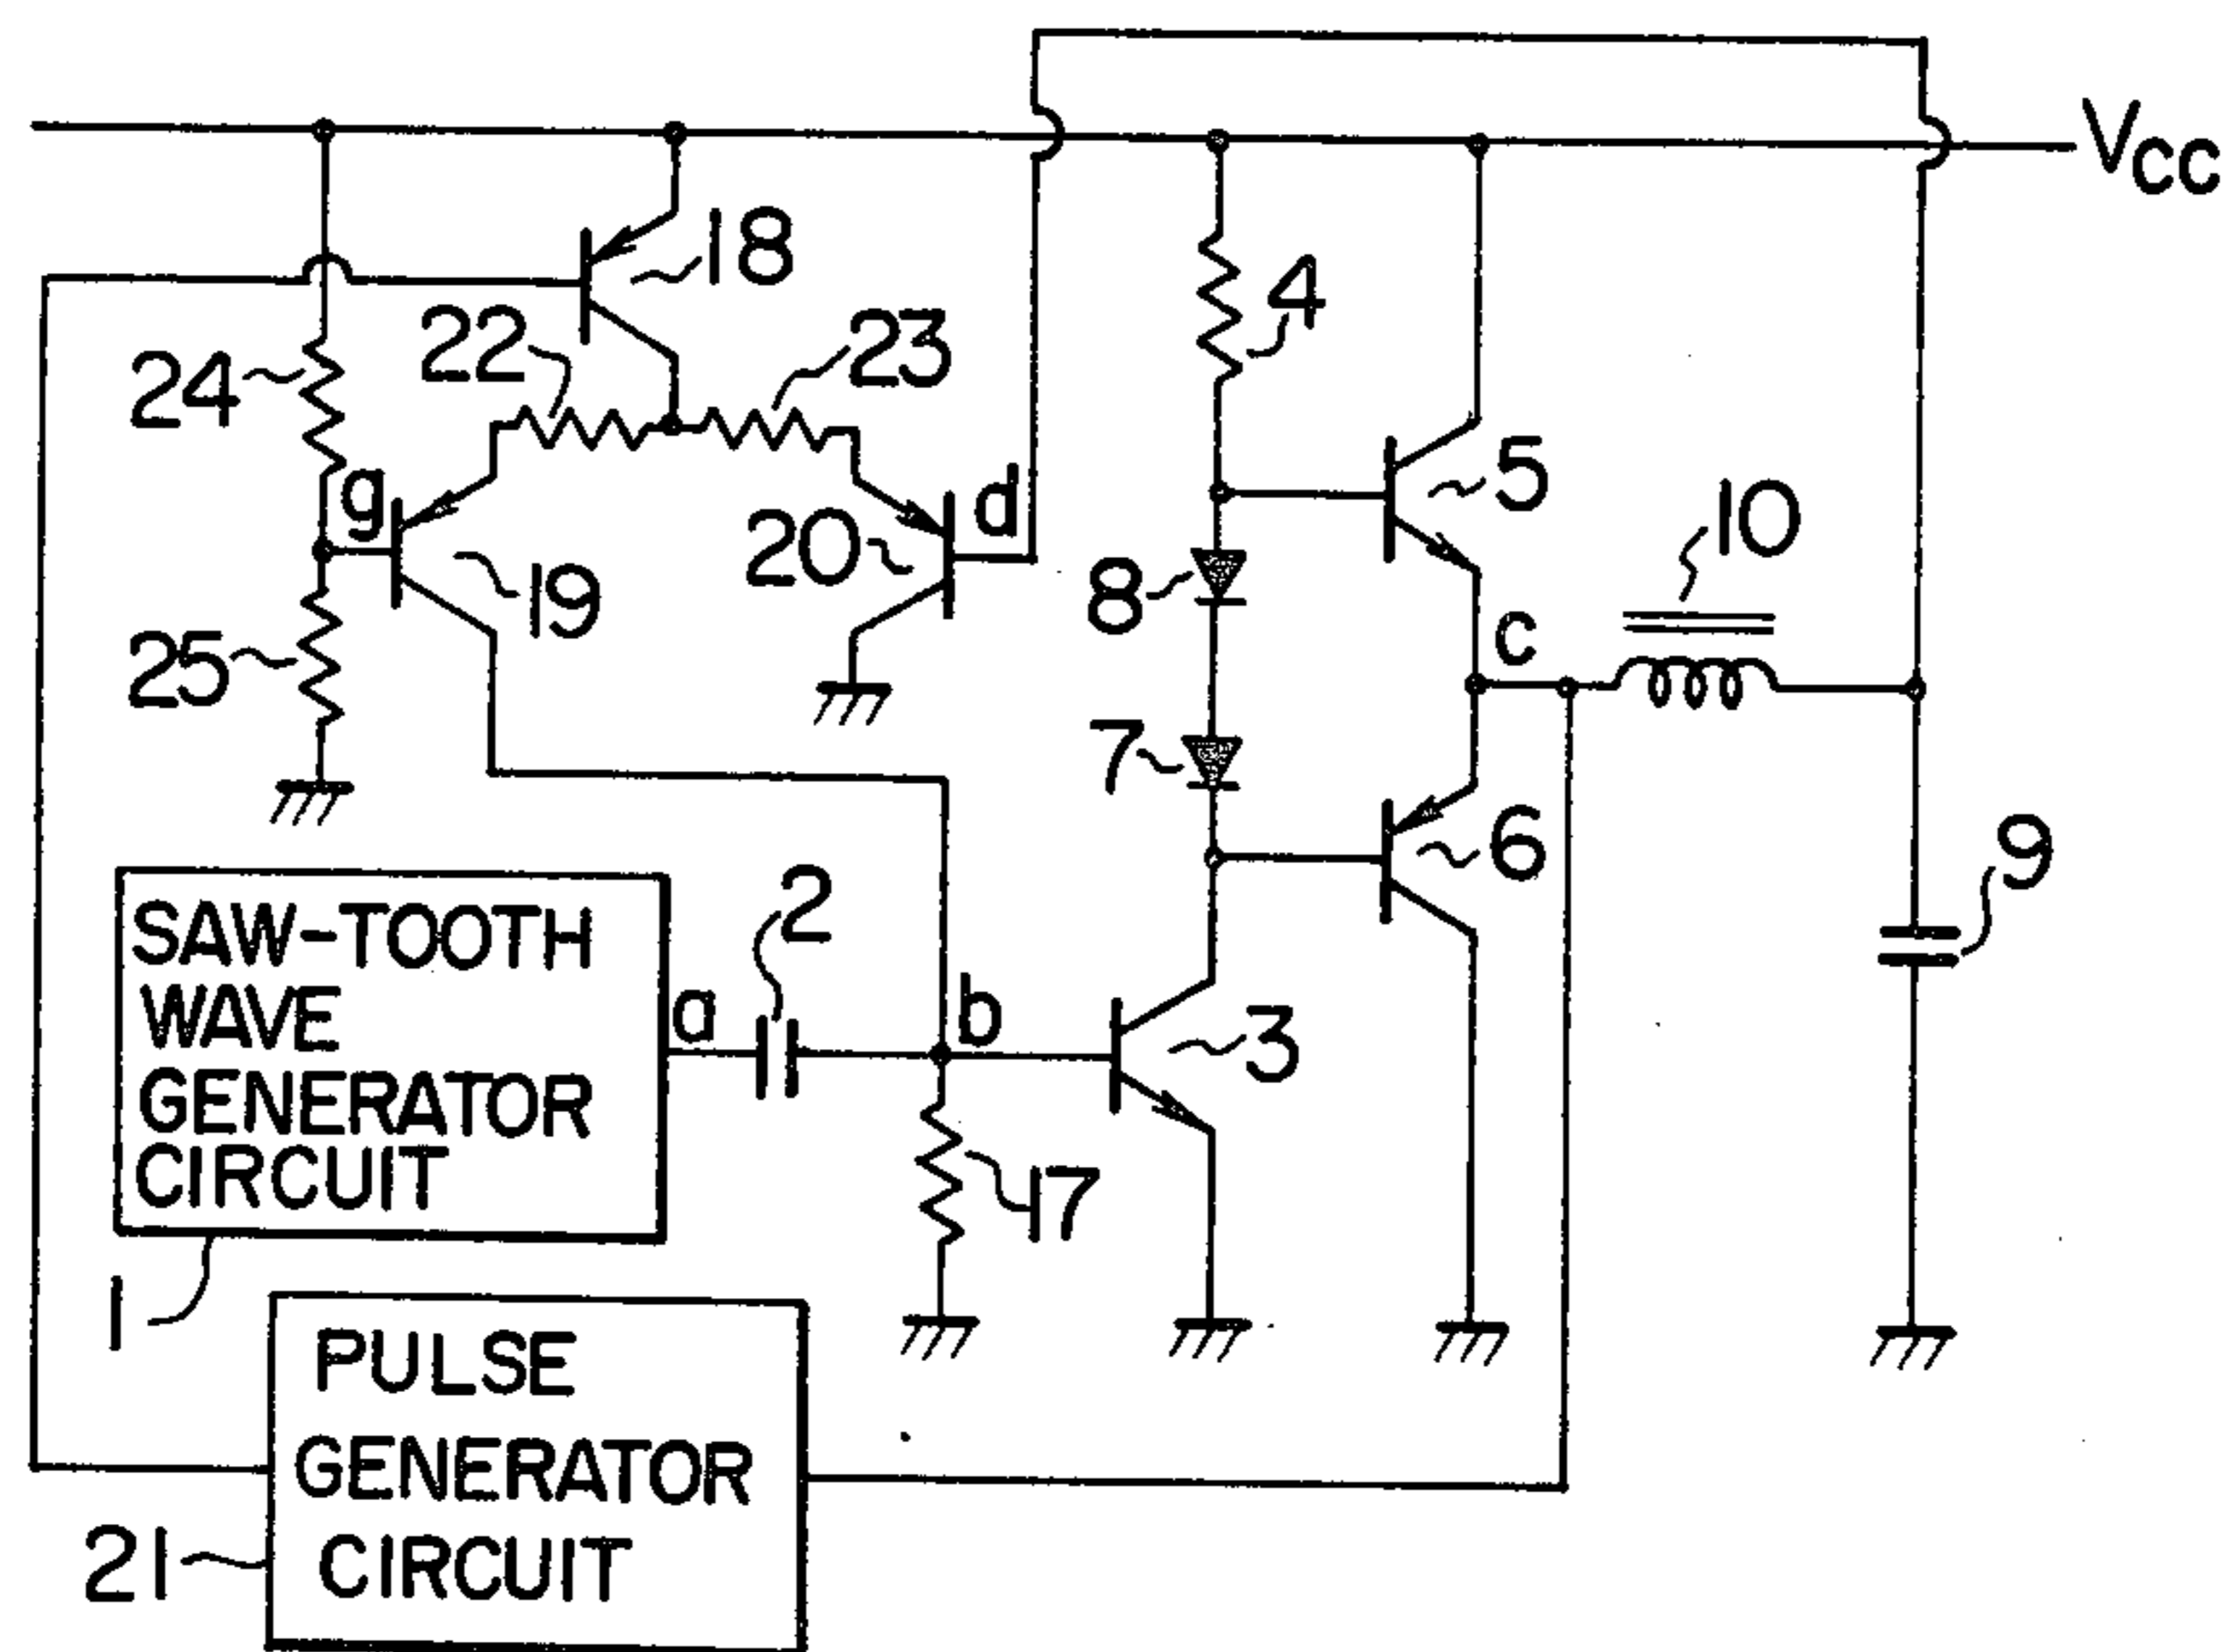 Vcc
18
22
23
4
24
g
d
5
20
10
19
8
c
25
7
6
9
2
SAW-TOOTH
WAVE
GENERATOR
CIRCUIT
a
b
3
17
1
PULSE
GENERATOR
CIRCUIT
21